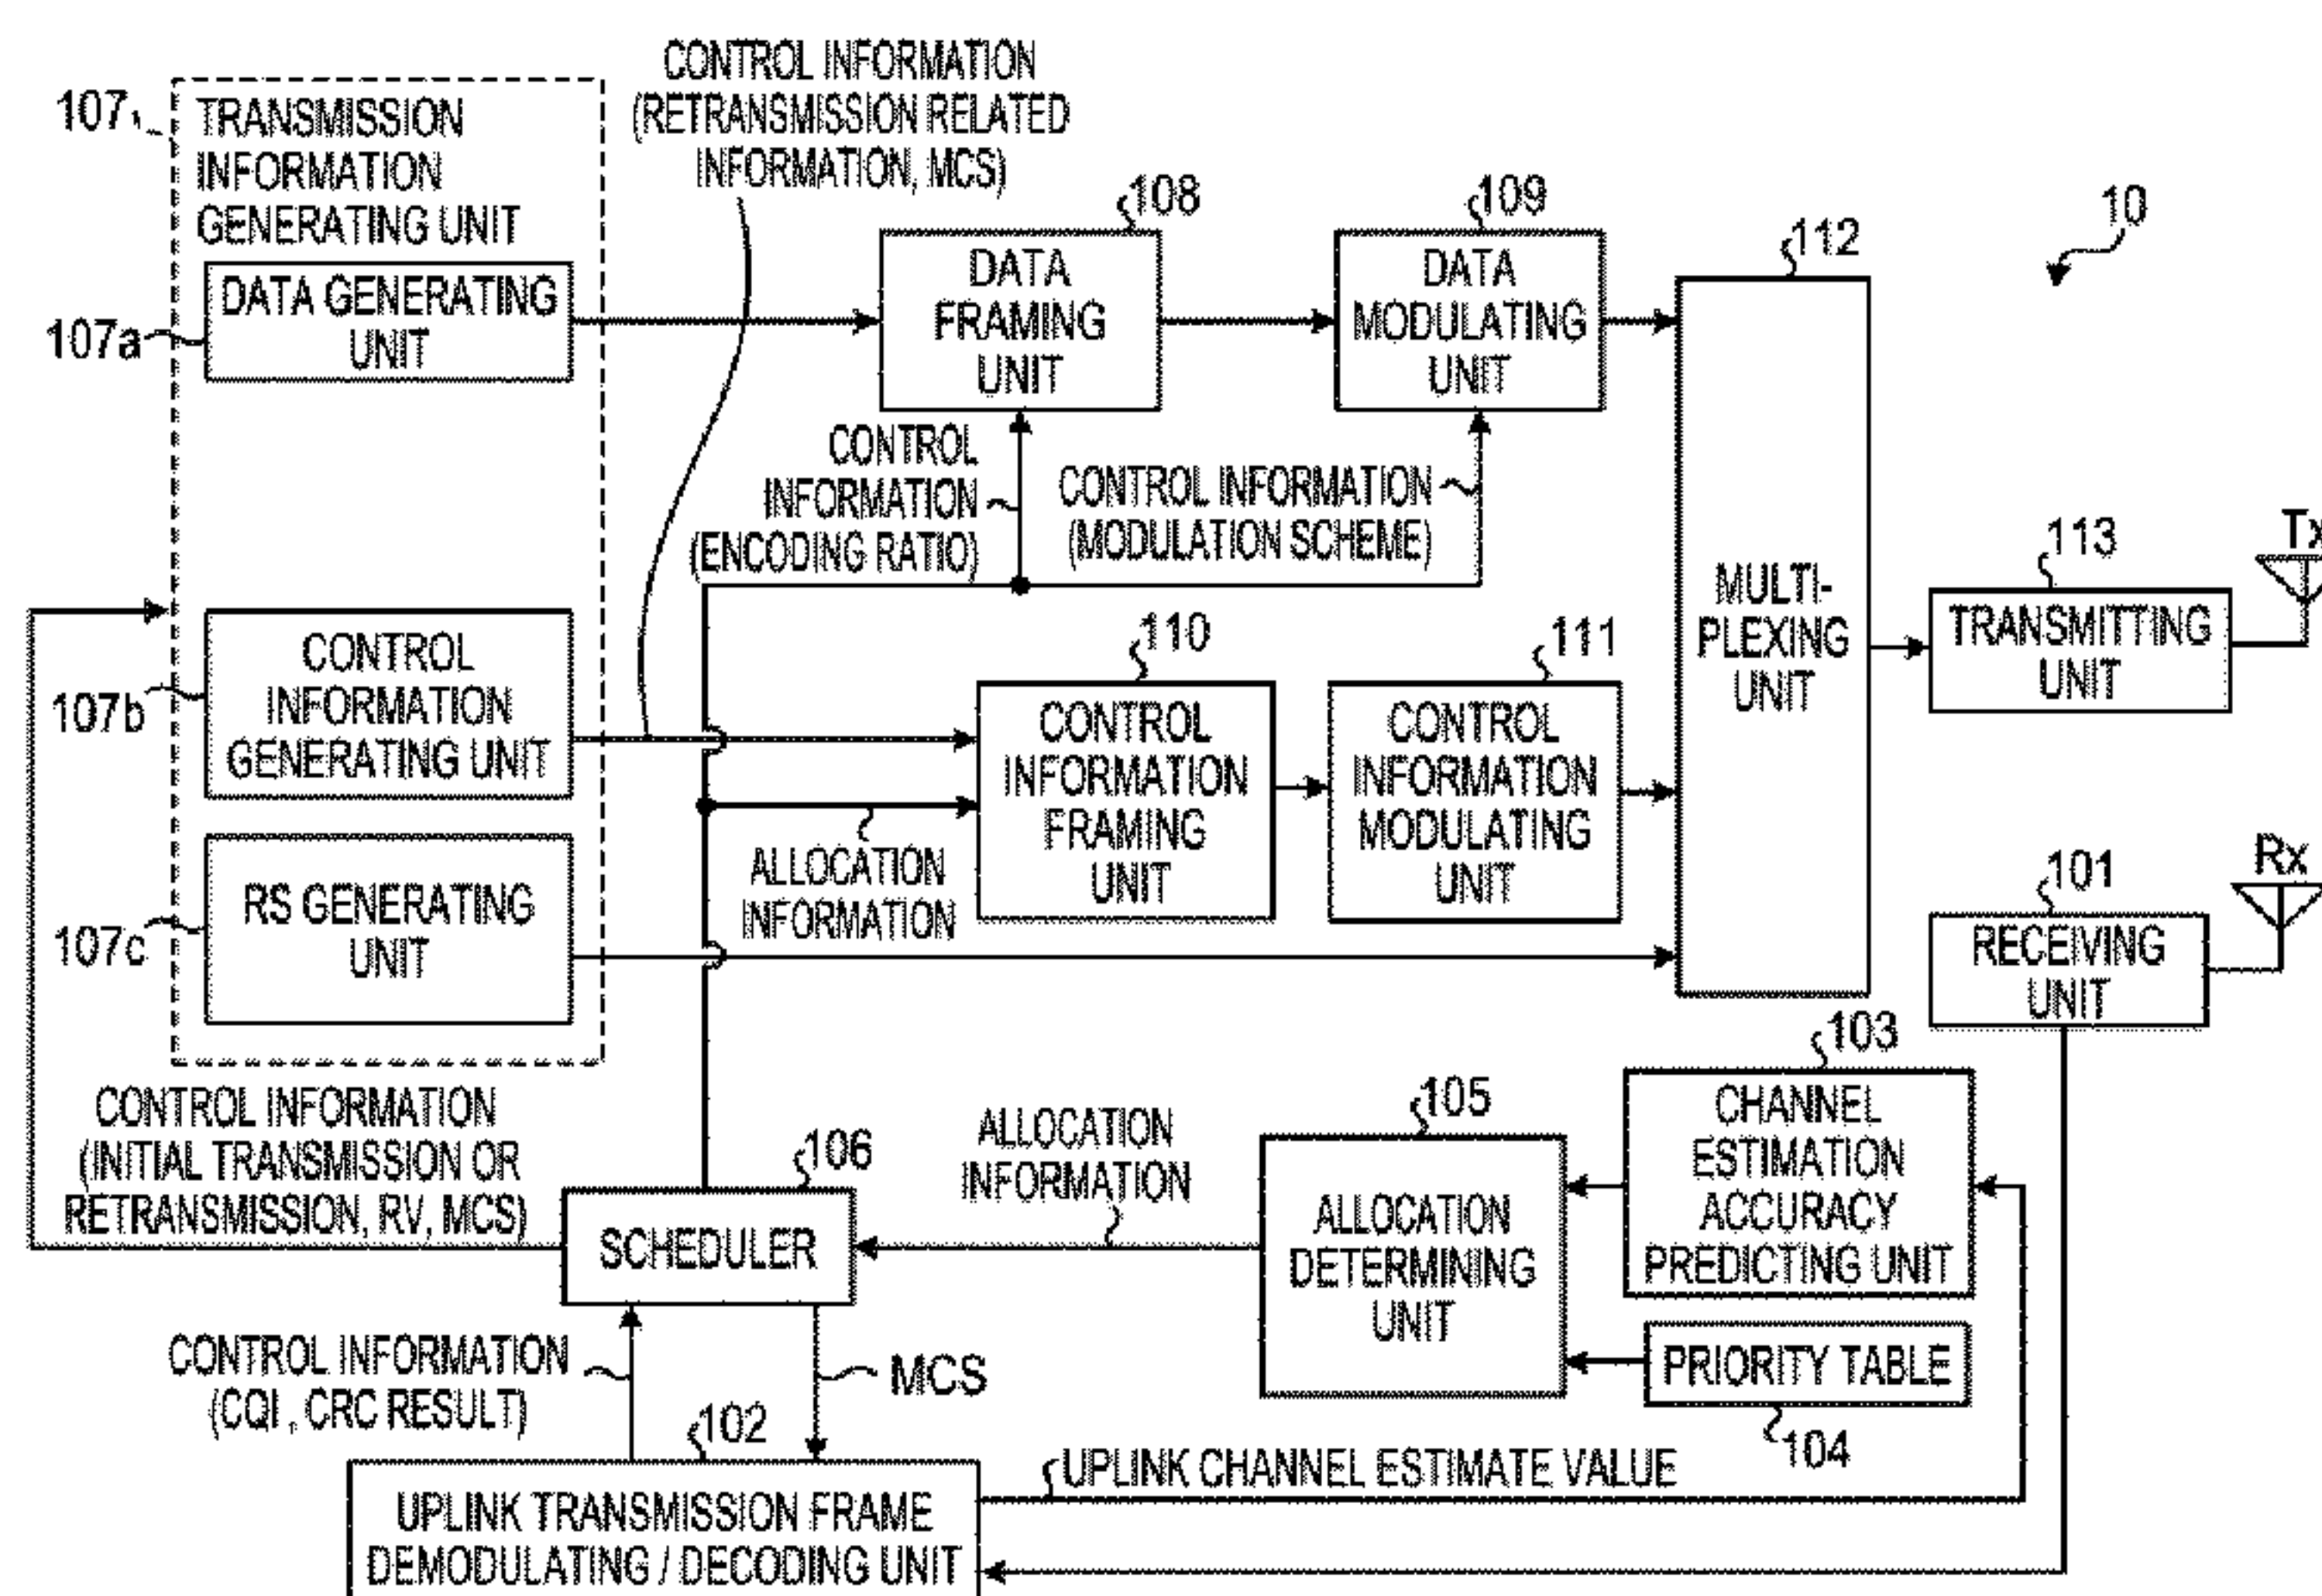 CONTROL INFORMATION
(RETRANSMISSION RELATED
INFORMATION, MCS)
107
TRANSMISSION
INFORMATION
GENERATING UNIT
108
109
112
10
DATA GENERATING
UNIT
107a
DATA
FRAMING
UNIT
DATA
MODULATING
UNIT
CONTROL
INFORMATION
(ENCODING RATIO)
CONTROL INFORMATION
(MODULATION SCHEME)
MULTI-
PLEXING
UNIT
113
Tx
TRANSMITTING
UNIT
107b
CONTROL
INFORMATION
GENERATING UNIT
110
CONTROL
INFORMATION
FRAMING
UNIT
111
CONTROL
INFORMATION
MODULATING
UNIT
ALLOCATION
INFORMATION
107c
RS GENERATING
UNIT
101
Rx
RECEIVING
UNIT
CONTROL INFORMATION
(INITIAL TRANSMISSION OR
RETRANSMISSION, RV, MCS)
106
SCHEDULER
ALLOCATION
INFORMATION
105
ALLOCATION
DETERMINING
UNIT
103
CHANNEL
ESTIMATION
ACCURACY
PREDICTING UNIT
PRIORITY TABLE
104
CONTROL INFORMATION
(CQI , CRC RESULT)
MCS
102
UPLINK CHANNEL ESTIMATE VALUE
UPLINK TRANSMISSION FRAME
DEMODULATING / DECODING UNIT